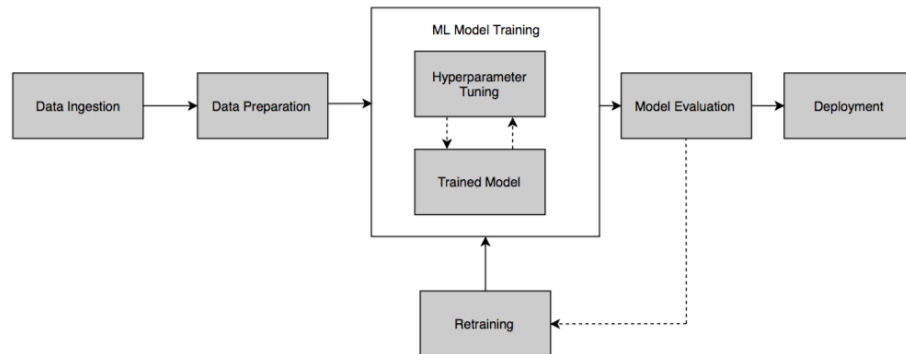 ML Model Training
Hyperparameter
Tuning
Data Ingestion
Data Preparation
Model Evaluation
Deployment
Trained Model
Retraining